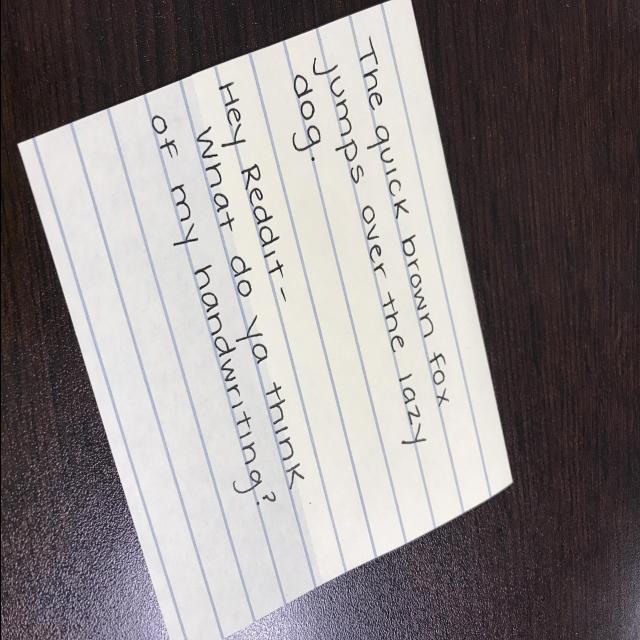 The quick brown fox
jumps over the lazy
dog.
Hey Reddit-
What do ya think
of my handwriting?